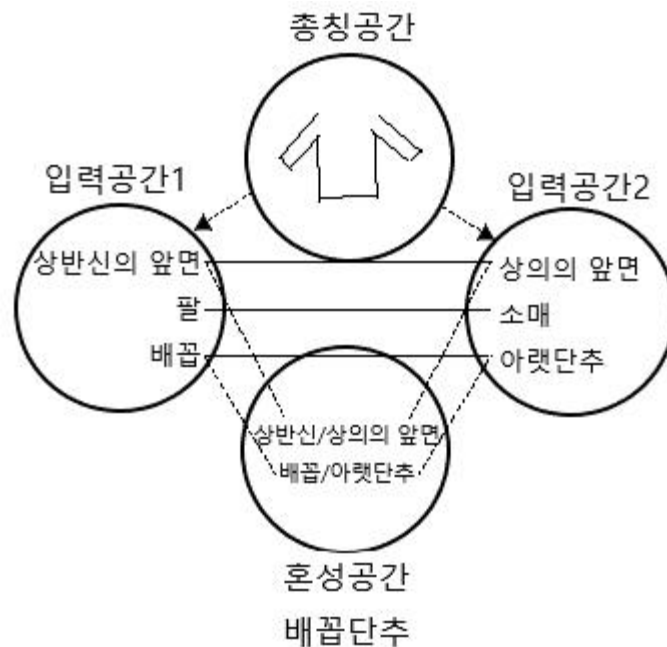 총칭공간
입력공간1
입력공간2
상반신의 앞면
상의의 앞면
팔
소매
배꼽
아랫단추
상반신/상의의 앞면
배꼽/아랫단추
혼성공간
배꼽단추